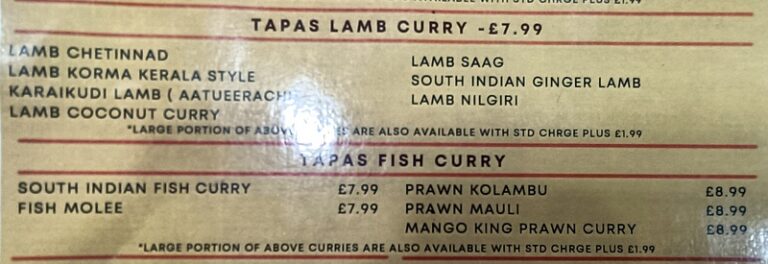 TAPAS LAMB CURRY -£7.99
LAMB CHETINNAD
LAMB KORMA KERALA STYLE
KARAIKUDI LAMB ( AATUEERACHI
LAMB COCONUT CURRY
LAMB SAAG
SOUTH INDIAN GINGER LAMB
LAMB NILGIRI
*LARGE PORTION OF ABOVE CURRIES ARE ALSO AVAILABLE WITH STD CHRGE PLUS £1.99
TAPAS FISH CURRY
SOUTH INDIAN FISH CURRY £7.99
FISH MOLEE £7.99
PRAWN KOLAMBU £8.99
PRAWN MAULI £8.99
MANGO KING PRAWN CURRY £8.99
*LARGE PORTION OF ABOVE CURRIES ARE ALSO AVAILABLE WITH STD CHRGE PLUS £1.99